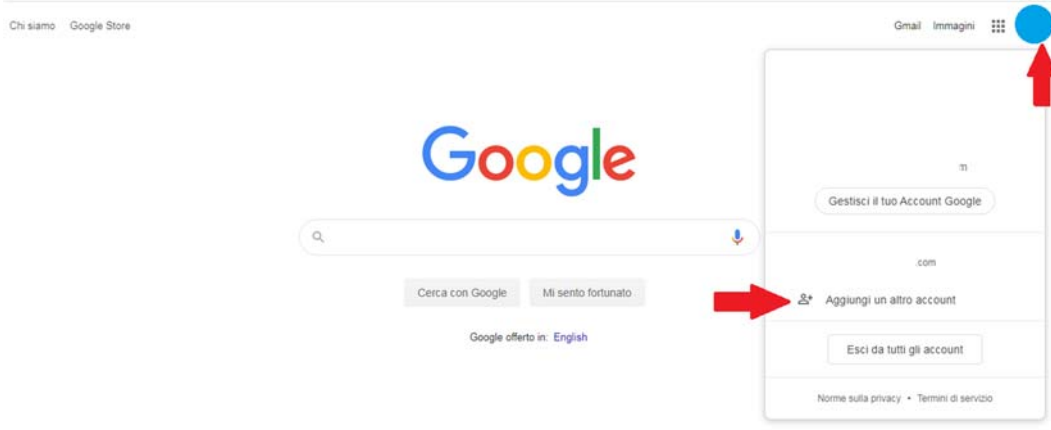 Chi siamo Google Store
Gmail Immagini
Google
m
Gestisci il tuo Account Google
.com
Aggiungi un altro account
Cerca con Google Mi sento fortunato
Google offerto in: English
Esci da tutti gli account
Norme sulla privacy • Termini di servizio